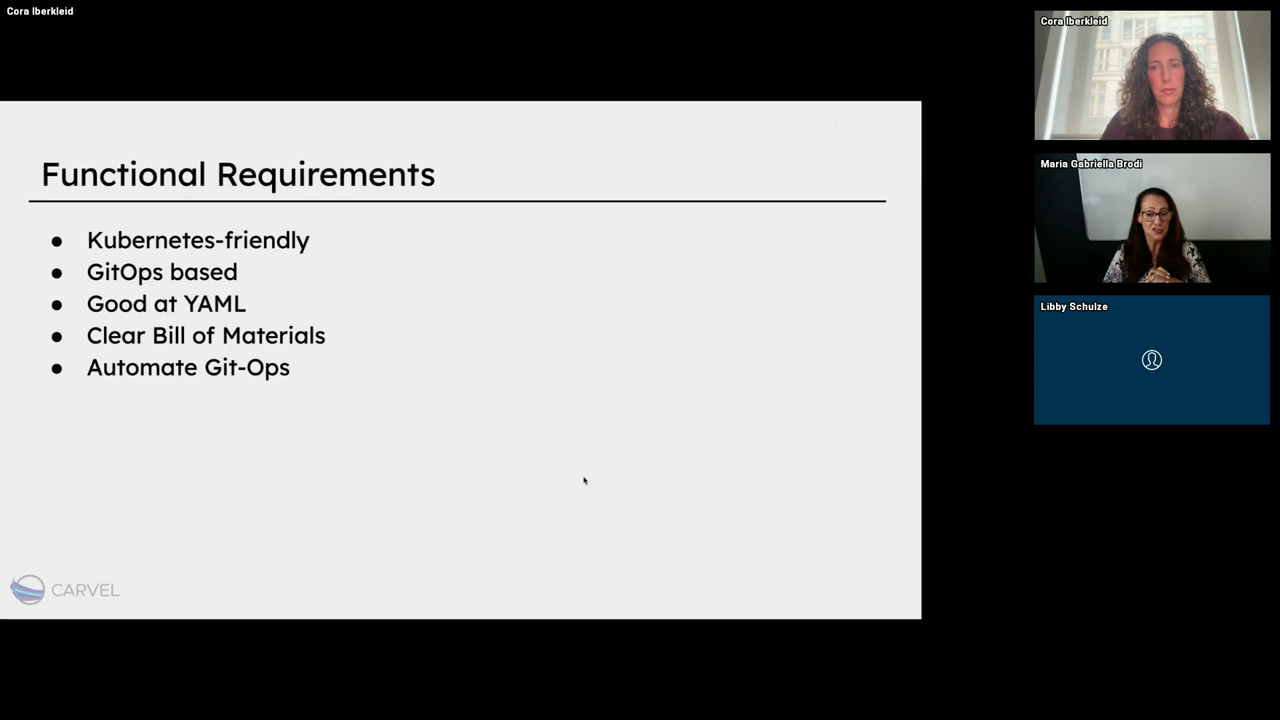 Cora Iberkleid
Functional Requirements
● Kubernetes-friendly
● GitOps based
● Good at YAML
● Clear Bill of Materials
● Automate Git-Ops
CARVEL
Cora Iberkleid
Maria Gabriella Brodi
Libby Schulze